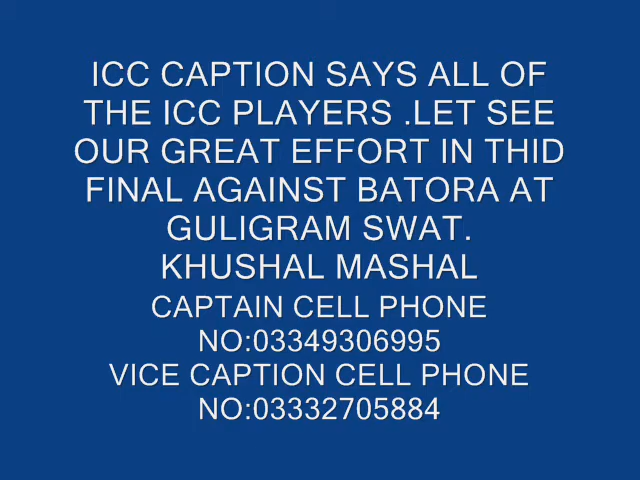 ICC CAPTION SAYS ALL OF
THE ICC PLAYERS .LET SEE
OUR GREAT EFFORT IN THID
FINAL AGAINST BATORA AT
GULIGRAM SWAT.
KHUSHAL MASHAL
CAPTAIN CELL PHONE
NO:03349306995
VICE CAPTION CELL PHONE
NO:03332705884